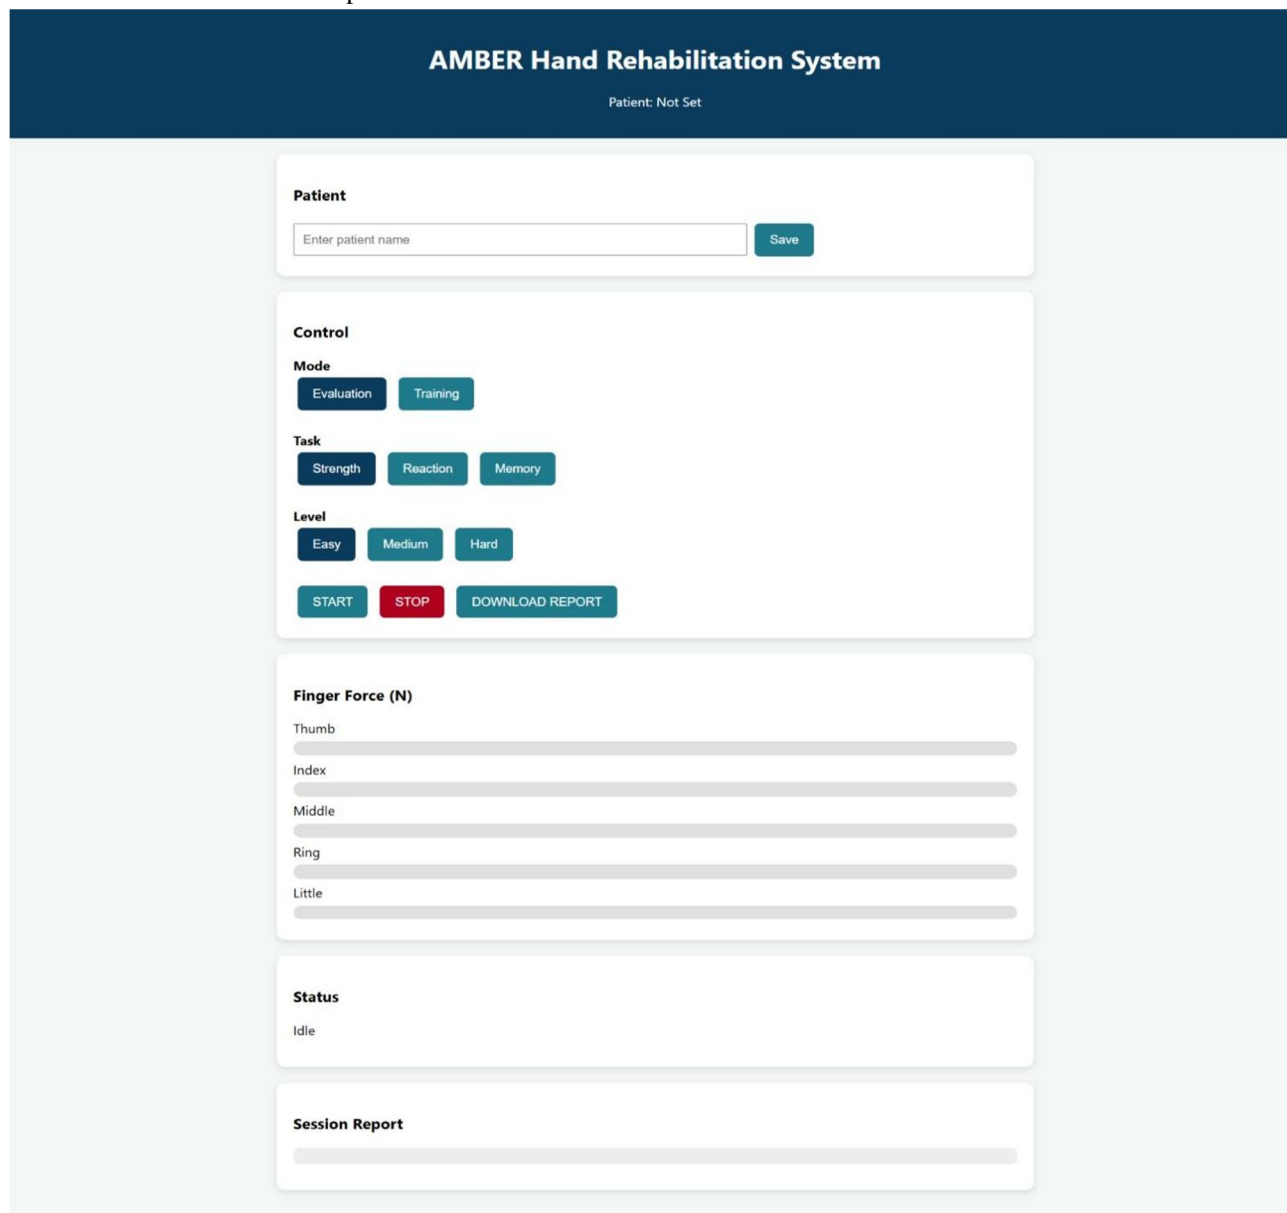 AMBER Hand Rehabilitation System
Patient: Not Set
Patient
Enter patient name Save
Control
Mode
Evaluation Training
Task
Strength Reaction Memory
Level
Easy Medium Hard
START STOP DOWNLOAD REPORT
Finger Force (N)
Thumb
Index
Middle
Ring
Little
Status
Idle
Session Report